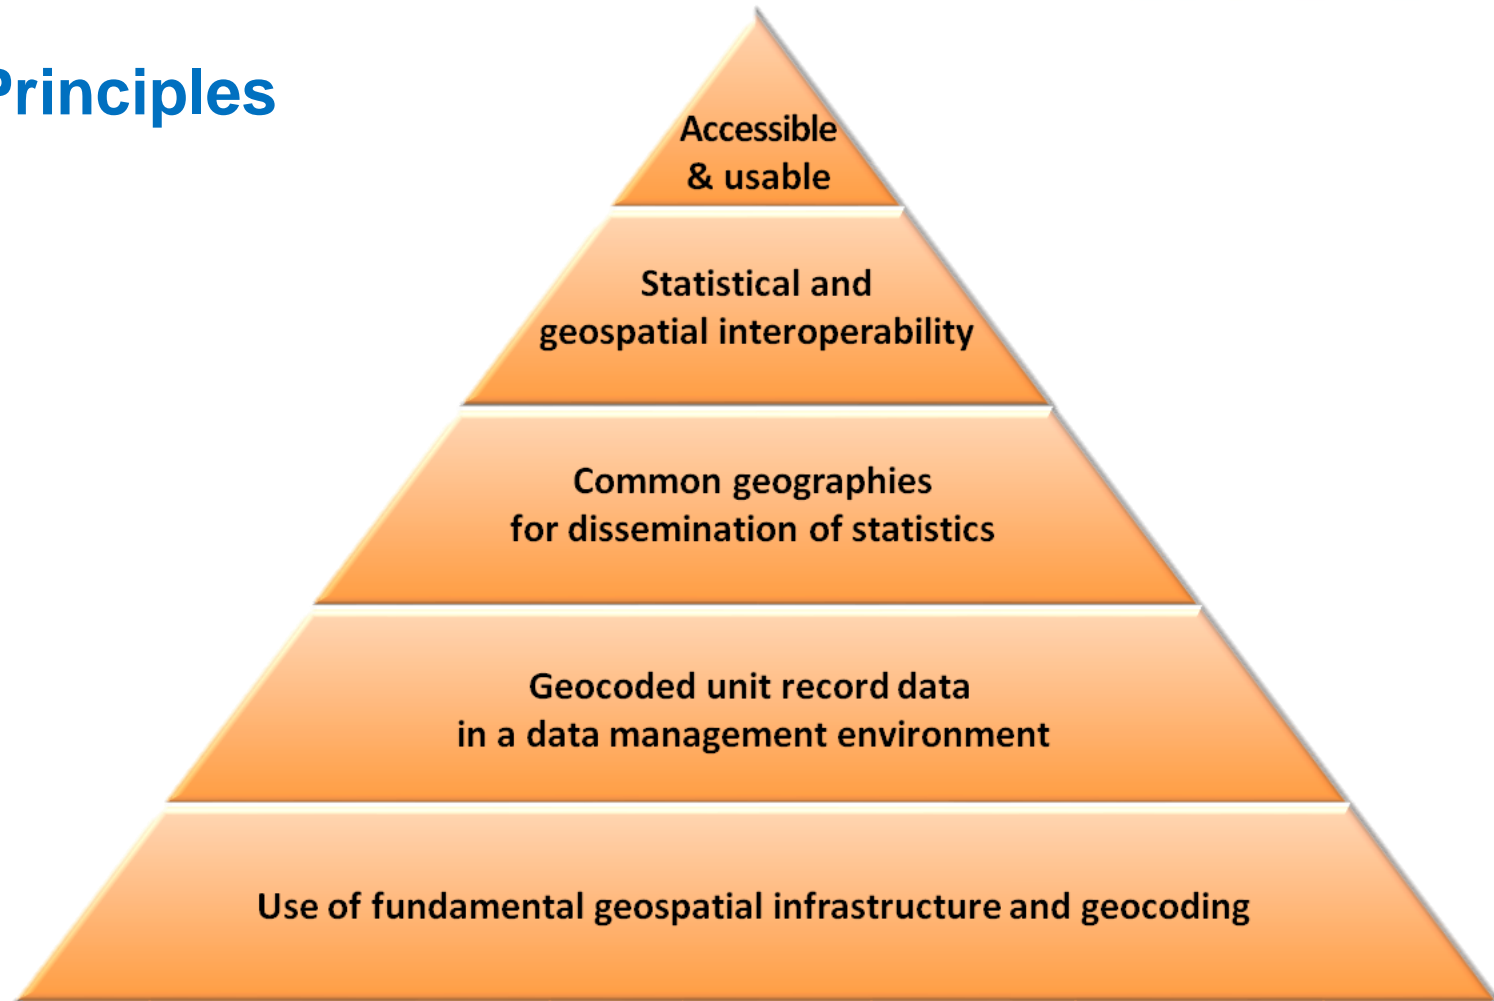 Principles
Accessible
& usable
Statistical and
geospatial interoperability
Common geographies
for dissemination of statistics
Geocoded unit record data
in a data management environment
Use of fundamental geospatial infrastructure and geocoding